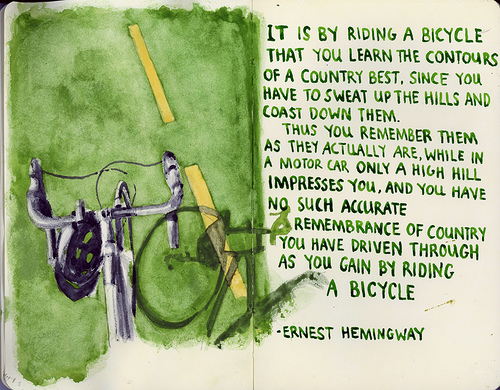 IT IS BY RIDING A BICYCLE
THAT YOU LEARN THE CONTOURS
OF A COUNTRY BEST, SINCE YOU
HAVE TO SWEAT UP THE HILLS AND
COAST DOWN THEM.
THUS YOU REMEMBER THEM
AS THEY ACTUALLY ARE, WHILE IN
A MOTOR CAR ONLY A HIGH HILL
IMPRESSES YOU, AND YOU HAVE
NO SUCH ACCURATE
REMEMBRANCE OF COUNTRY
YOU HAVE DRIVEN THROUGH
AS YOU GAIN BY RIDING
A BICYCLE
-ERNEST HEMINGWAY